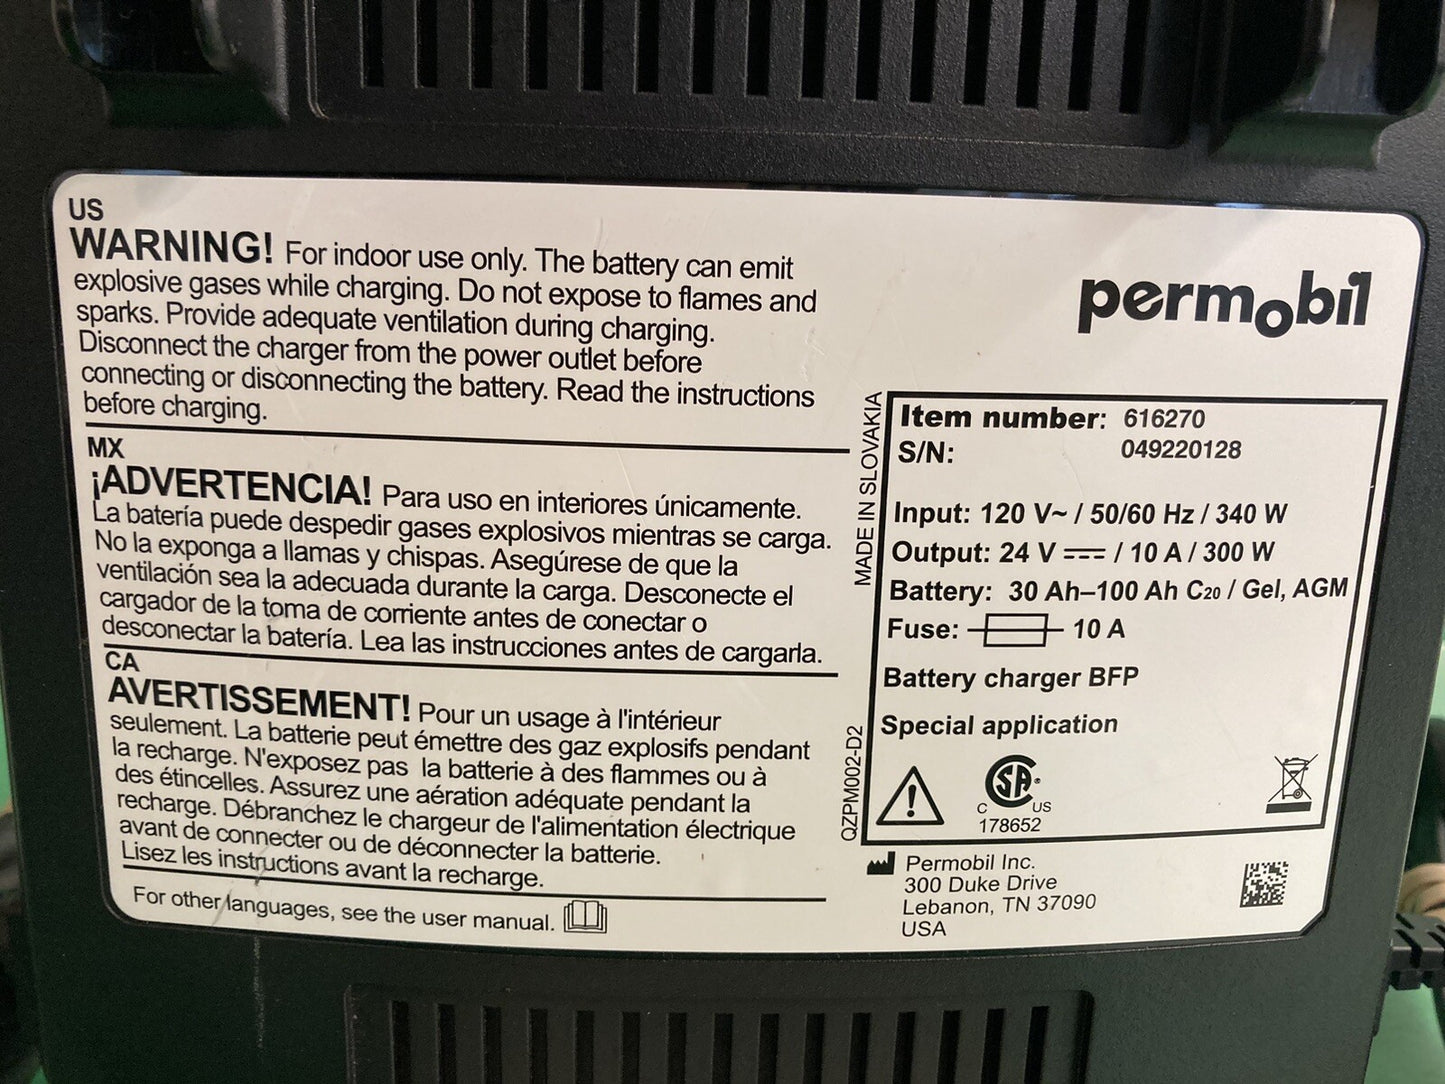 US
WARNING! For indoor use only. The battery can emit
explosive gases while charging. Do not expose to flames and
sparks. Provide adequate ventilation during charging.
Disconnect the charger from the power outlet before
connecting or disconnecting the battery. Read the instructions
before charging.
MX
¡ADVERTENCIA! Para uso en interiores únicamente.
La batería puede despedir gases explosivos mientras se carga.
No la exponga a llamas y chispas. Asegúrese de que la
ventilación sea la adecuada durante la carga. Desconecte el
cargador de la toma de corriente antes de conectar o
desconectar la batería. Lea las instrucciones antes de cargarla.
CA
AVERTISSEMENT! Pour un usage à l'intérieur
seulement. La batterie peut émettre des gaz explosifs pendant
la recharge. N'exposez pas la batterie à des flammes ou à
des étincelles. Assurez une aération adéquate pendant la
recharge. Débranchez le chargeur de l'alimentation électrique
avant de connecter ou de déconnecter la batterie.
Lisez les instructions avant la recharge.
For other languages, see the user manual.
permobil
MADE IN SLOVAKIA
QZPM002-D2
Item number: 616270
S/N: 049220128
Input: 120 V~ / 50/60 Hz / 340 W
Output: 24 V ⎓ / 10 A / 300 W
Battery: 30 Ah–100 Ah C20 / Gel, AGM
Fuse: 10 A
Battery charger BFP
Special application
CSA
C US
178652
Permobil Inc.
300 Duke Drive
Lebanon, TN 37090
USA